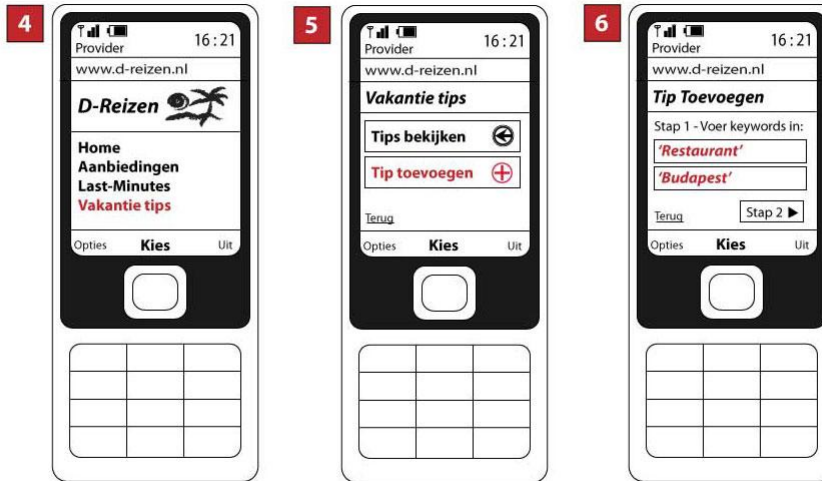 4
Provider
16:21
www.d-reizen.nl
D-Reizen
Home
Aanbiedingen
Last-Minutes
Vakantie tips
Opties Kies Uit
5
Provider
16:21
www.d-reizen.nl
Vakantie tips
Tips bekijken
Tip toevoegen
Terug
Opties Kies Uit
6
Provider
16:21
www.d-reizen.nl
Tip Toevoegen
Stap 1 - Voer keywords in:
'Restaurant'
'Budapest'
Terug Stap 2
Opties Kies Uit